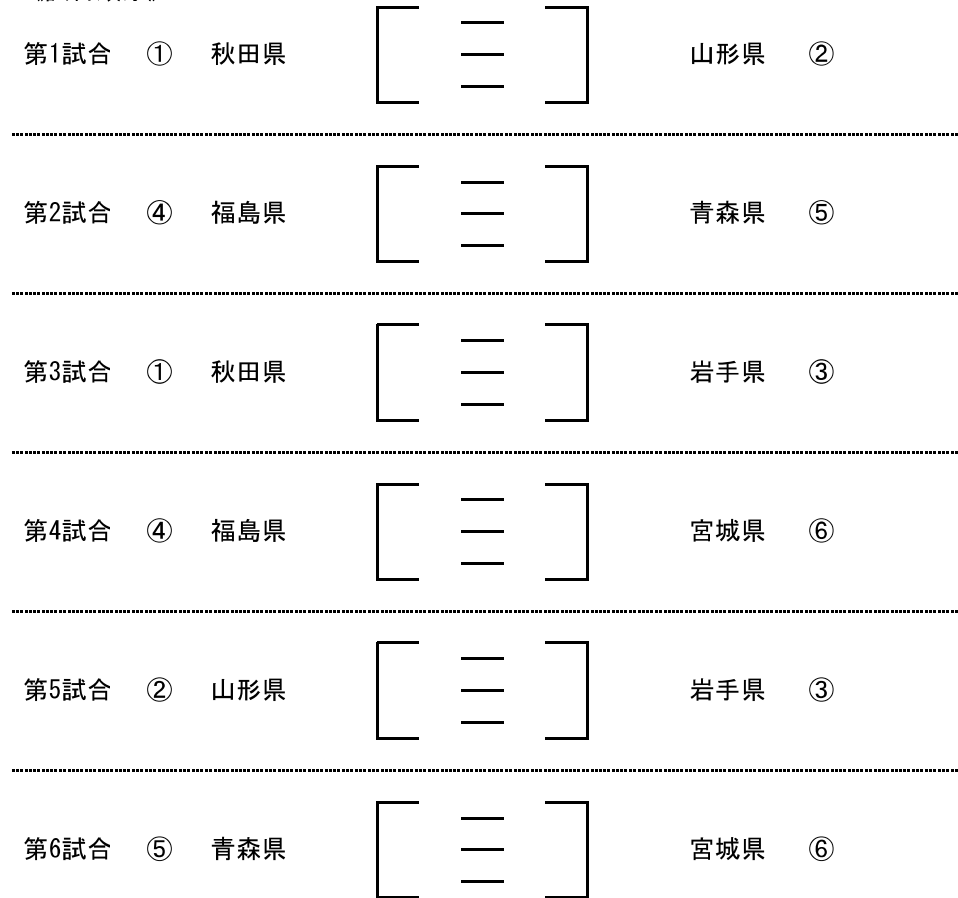 第1試合 ① 秋田県 山形県 ②
第2試合 ④ 福島県 青森県 ⑤
第3試合 ① 秋田県 岩手県 ③
第4試合 ④ 福島県 宮城県 ⑥
第5試合 ② 山形県 岩手県 ③
第6試合 ⑤ 青森県 宮城県 ⑥